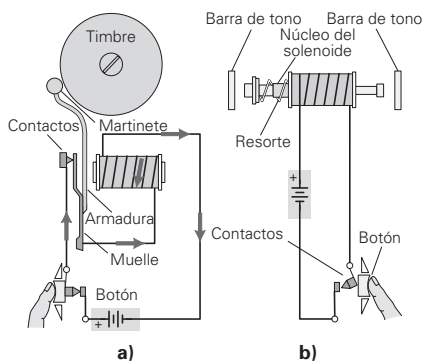 Timbre
Martinete
Contactos
Armadura
Muelle
Botón
+
a)
Barra de tono
Barra de tono
Núcleo del
solenoide
Resorte
+
Contactos
Botón
b)